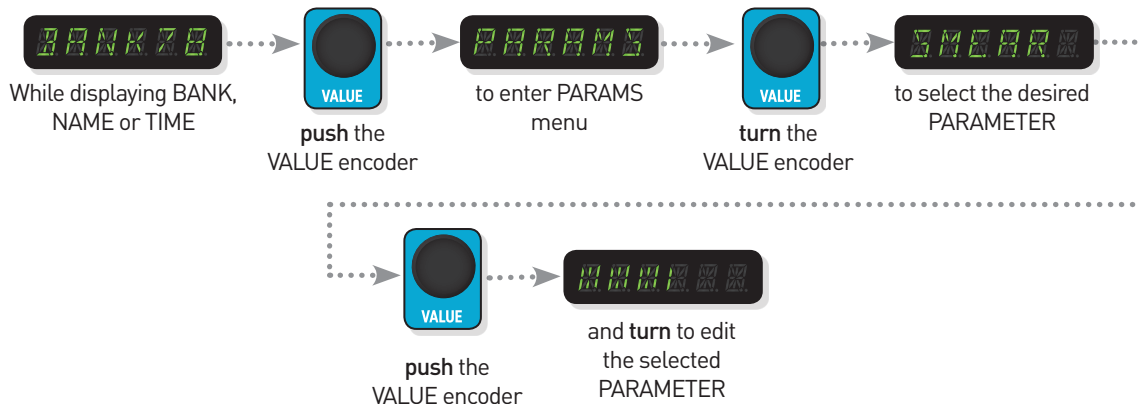 BANK78
VALUE
PARAMS
VALUE
SMEAR
While displaying BANK,
NAME or TIME
push the
VALUE encoder
to enter PARAMS
menu
turn the
VALUE encoder
to select the desired
PARAMETER
VALUE
push the
VALUE encoder
and turn to edit
the selected
PARAMETER